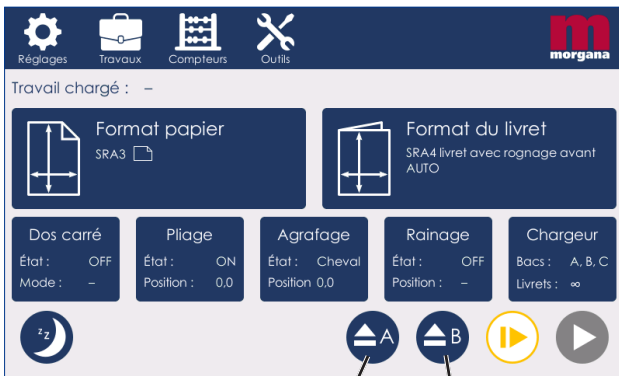 Réglages
Travaux
Compteurs
Outils
morgana
Travail chargé : –
Format papier
SRA3
Format du livret
SRA4 livret avec rognage avant
AUTO
Dos carré
État : OFF
Mode : –
Pliage
État : ON
Position : 0,0
Agrafage
État : Cheval
Position 0,0
Rainage
État : OFF
Position : –
Chargeur
Bacs : A, B, C
Livrets : ∞
zz
A
B